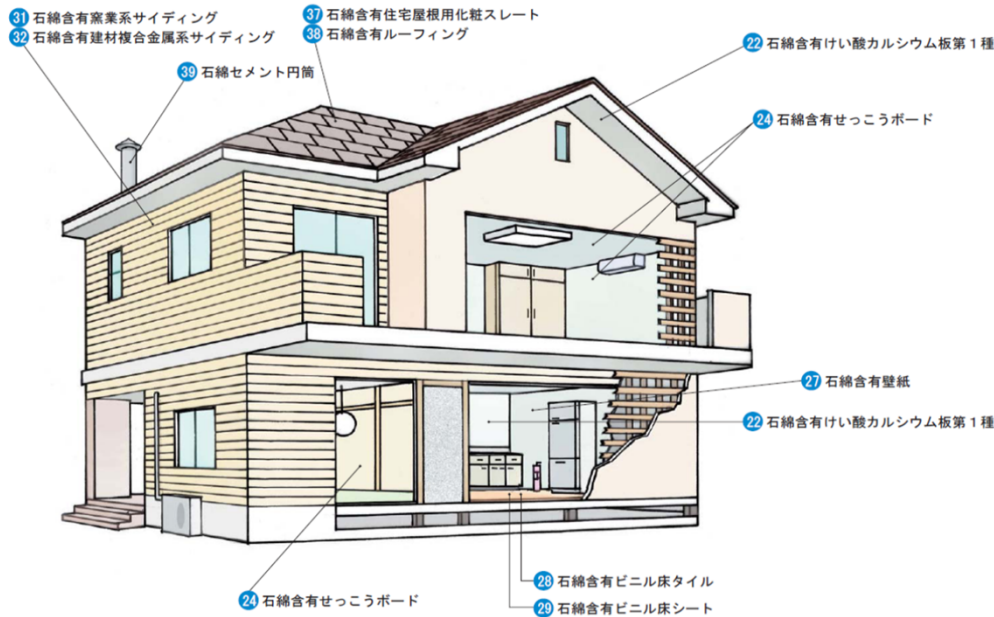 31 石綿含有窯業系サイディング
32 石綿含有建材複合金属系サイディング
39 石綿セメント円筒
37 石綿含有住宅屋根用化粧スレート
38 石綿含有ルーフィング
22 石綿含有けい酸カルシウム板第1種
24 石綿含有せっこうボード
27 石綿含有壁紙
22 石綿含有けい酸カルシウム板第1種
28 石綿含有ビニル床タイル
29 石綿含有ビニル床シート
24 石綿含有せっこうボード